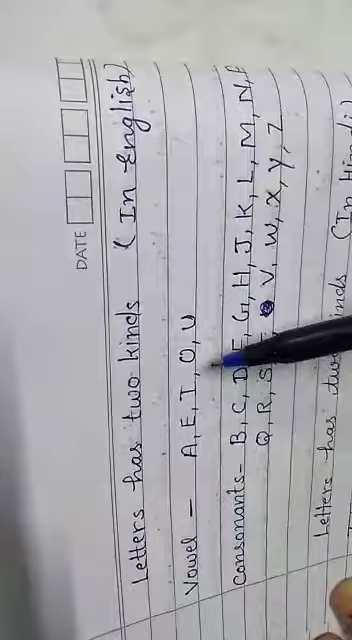 DATE
Letters has two kinds (In English)
Vowel - A, E, I, O, U
Consonants - B, C, D, F, G, H, J, K, L, M, N,
Q, R, S, V, W, X, Y, Z
Letters has two kinds (In Hindi)